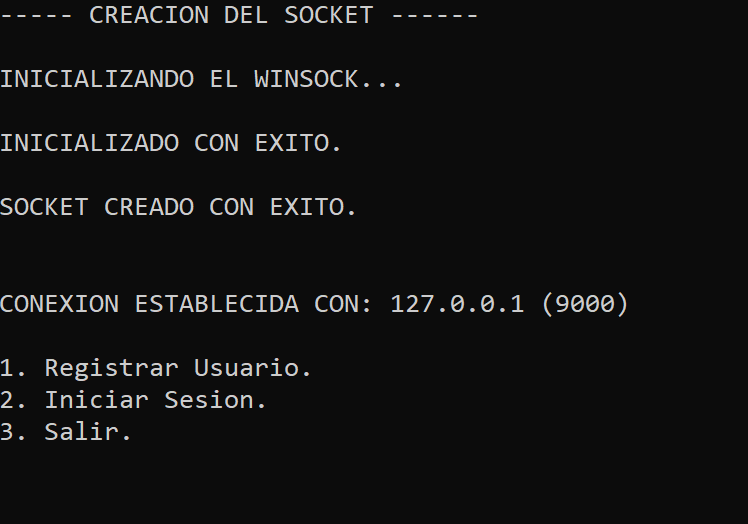 ----- CREACION DEL SOCKET ------
INICIALIZANDO EL WINSOCK...
INICIALIZADO CON EXITO.
SOCKET CREADO CON EXITO.
CONEXION ESTABLECIDA CON: 127.0.0.1 (9000)
1. Registrar Usuario.
2. Iniciar Sesion.
3. Salir.